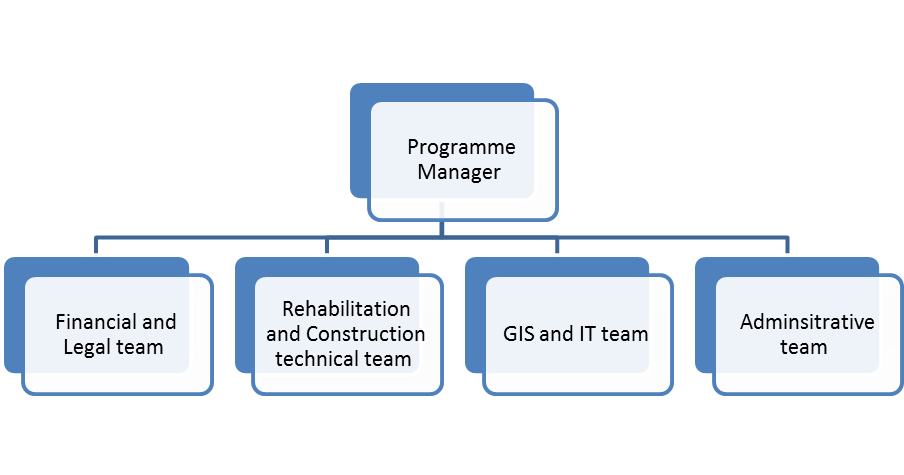 Programme
Manager
Financial and
Legal team
Rehabilitation
and Construction
technical team
GIS and IT team
Adminsitrative
team